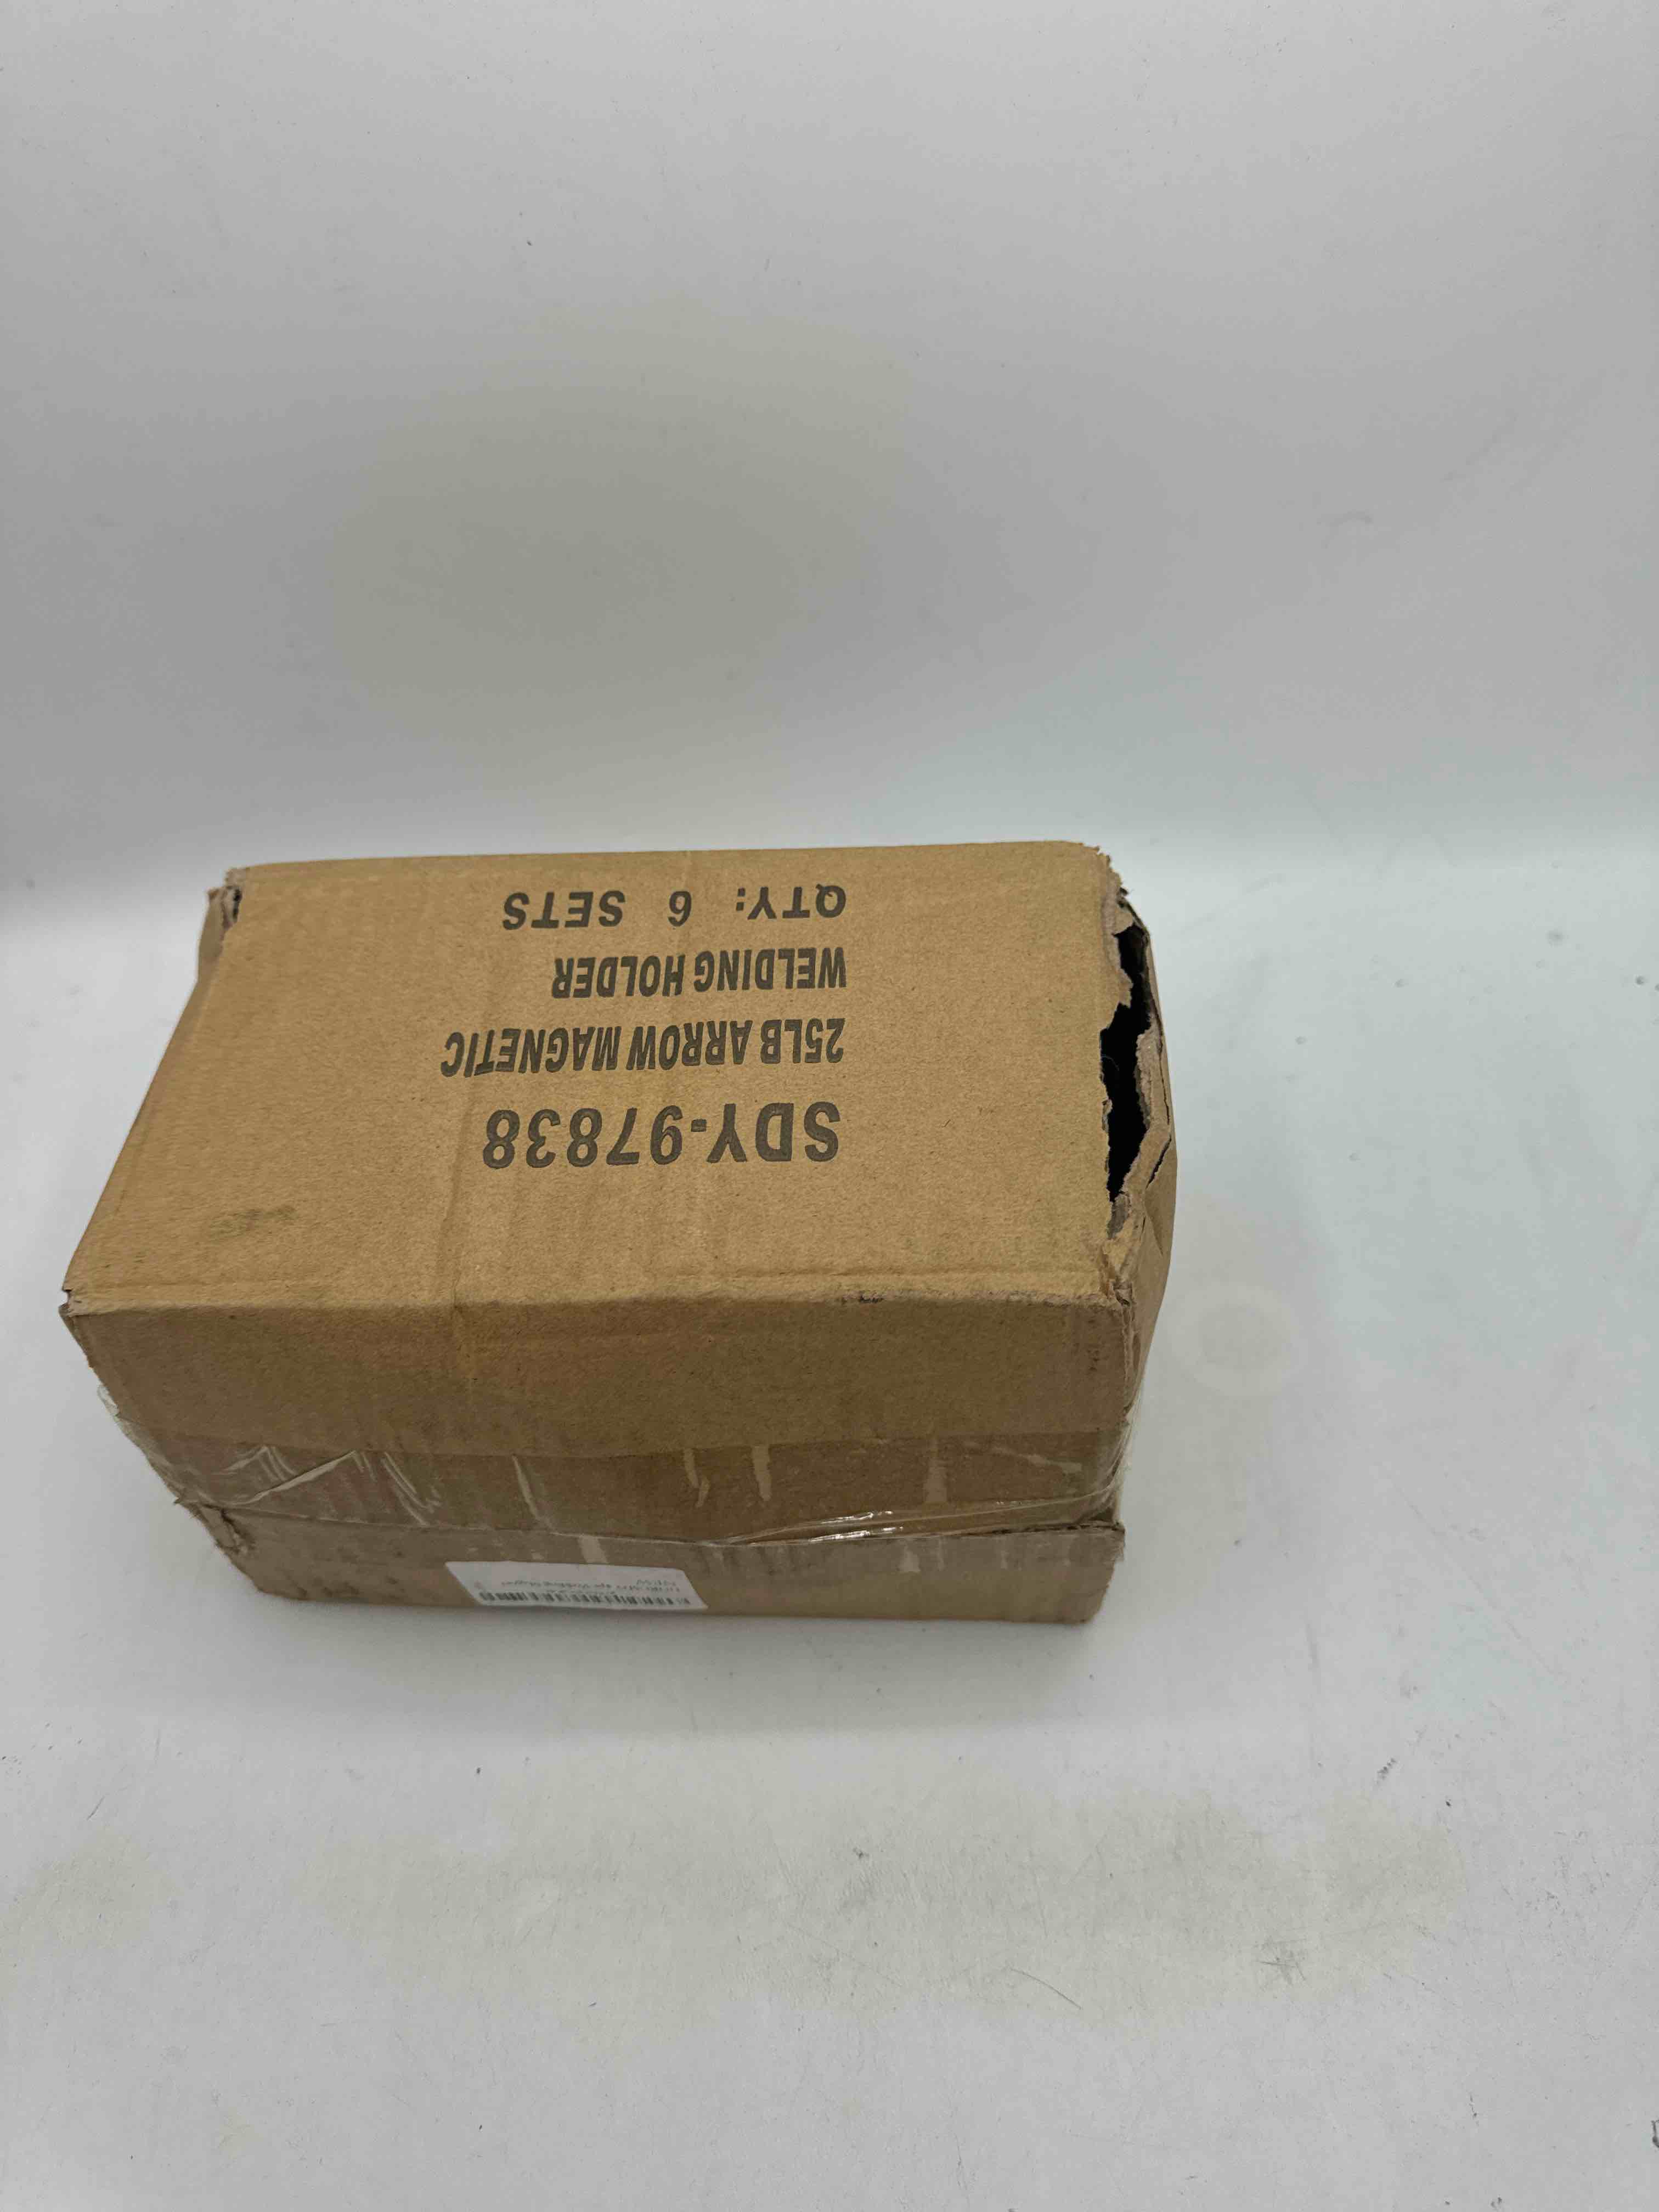 SDY-97838
25LB ARROW MAGNETIC
WELDING HOLDER
QTY: 6 SETS